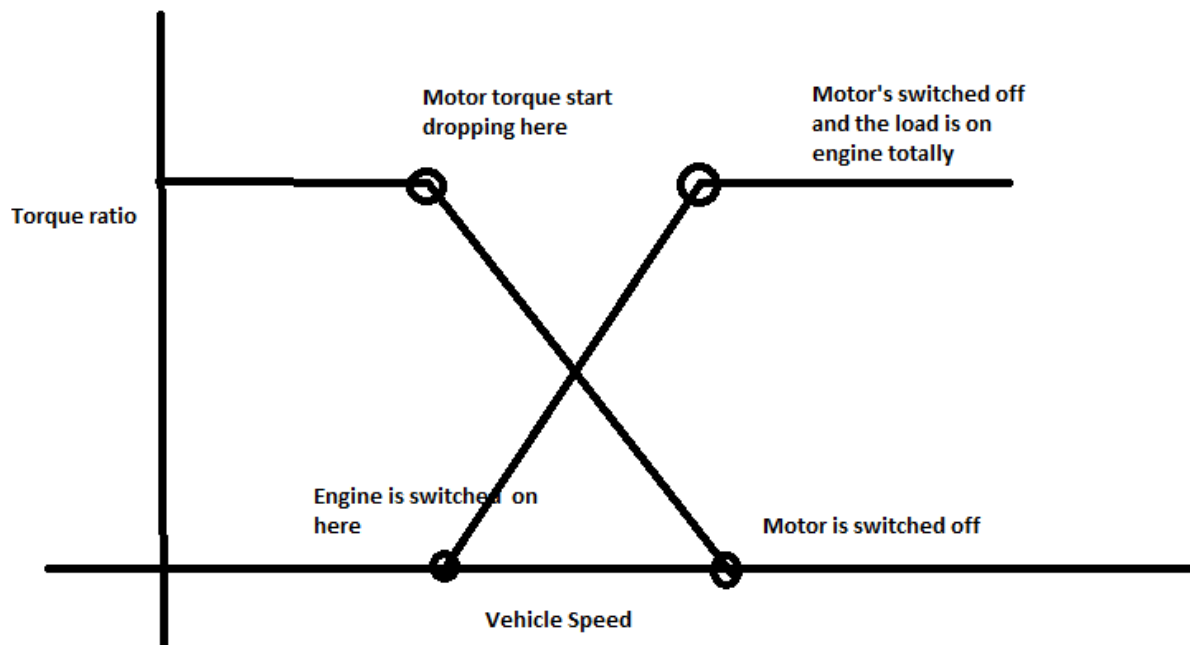 Motor torque start
dropping here
Motor's switched off
and the load is on
engine totally
Torque ratio
Engine is switched on
here
Motor is switched off
Vehicle Speed